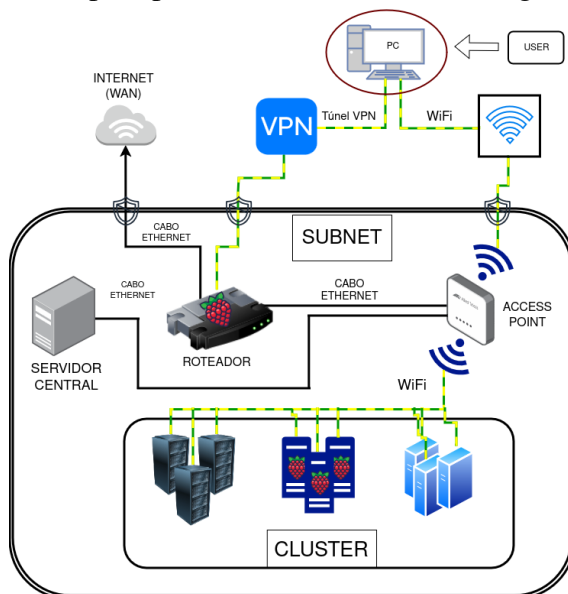 PC
USER
INTERNET
(WAN)
VPN
Túnel VPN
WiFi
CABO
ETHERNET
SUBNET
CABO
ETHERNET
CABO
ETHERNET
ACCESS
POINT
SERVIDOR
CENTRAL
ROTEADOR
WiFi
CLUSTER